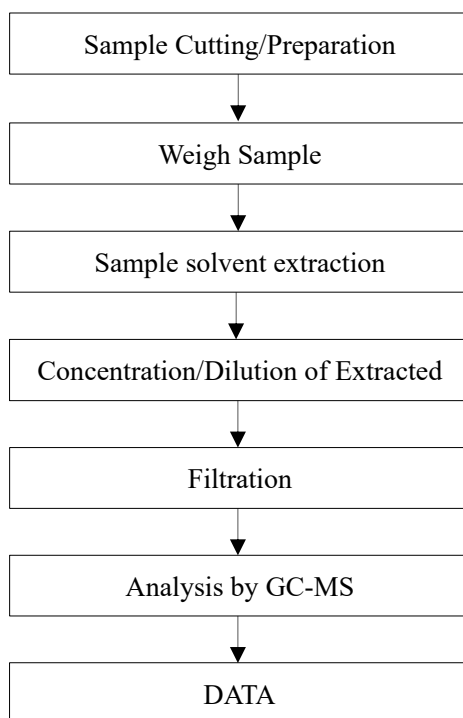 Sample Cutting/Preparation
Weigh Sample
Sample solvent extraction
Concentration/Dilution of Extracted
Filtration
Analysis by GC-MS
DATA